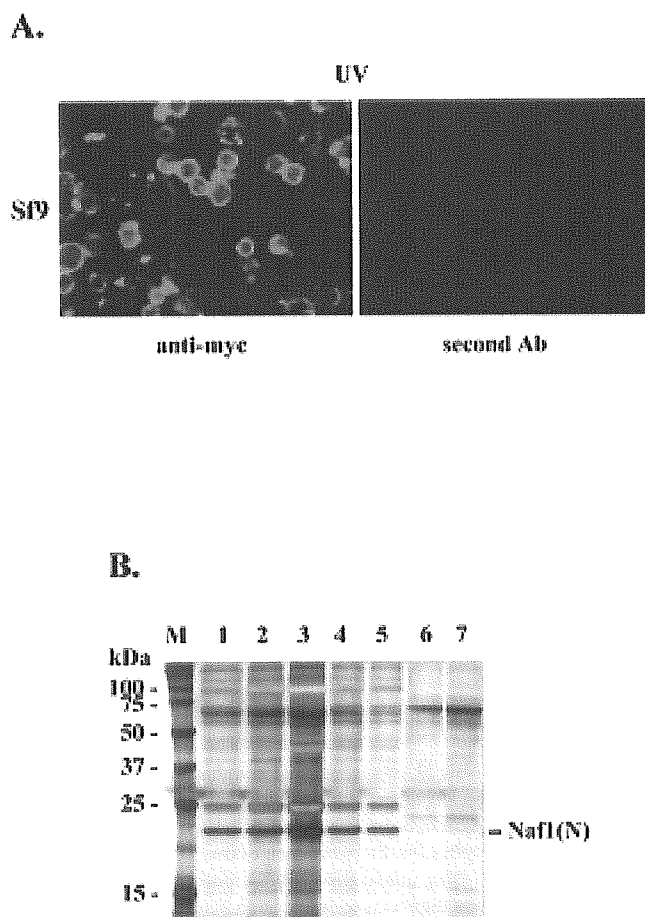 A.
UV
Sf9
anti-myc second Ab
B.
M 1 2 3 4 5 6 7
kDa
100 -
75 -
50 -
37 -
25 -
– Naf1(N)
15 -